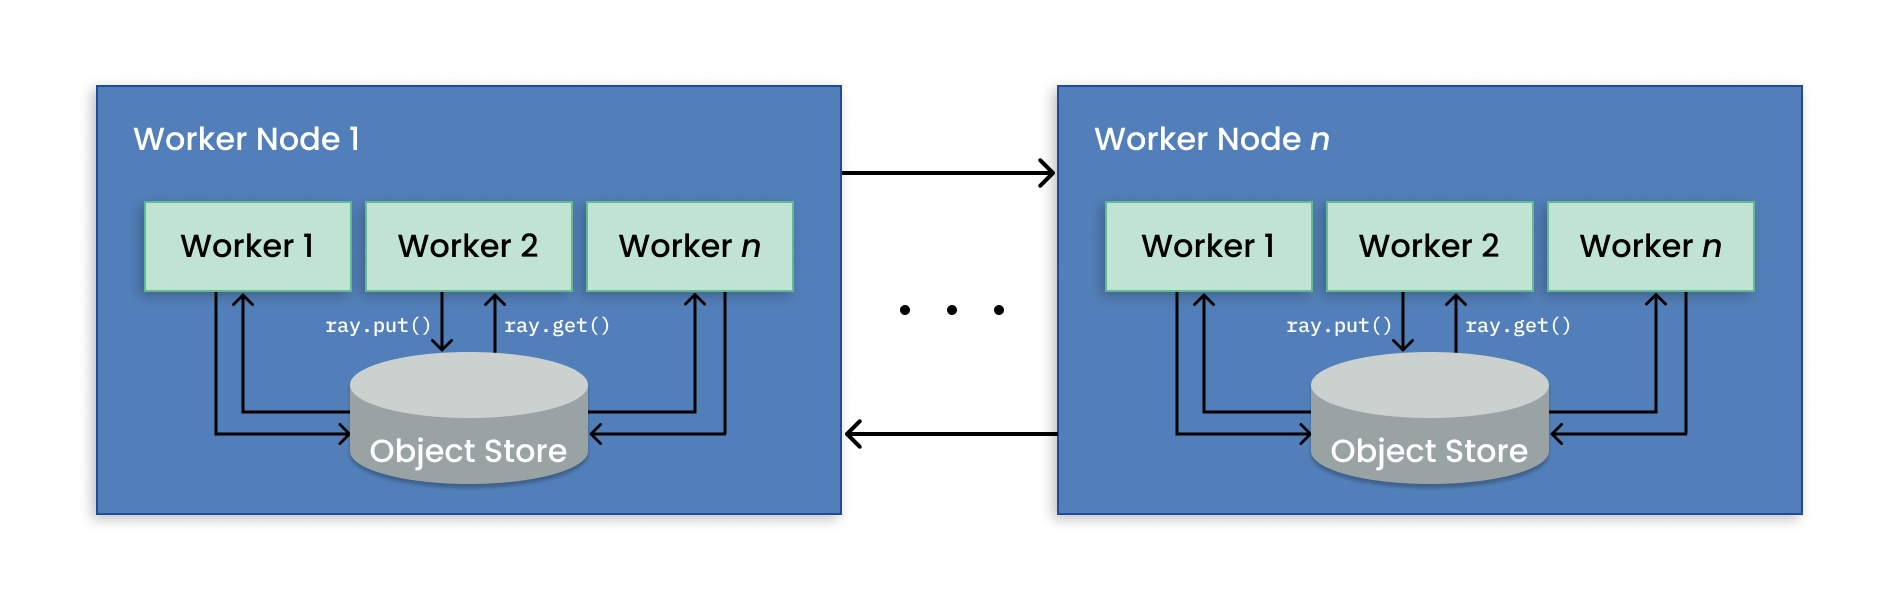 Worker Node 1
Worker 1
Worker 2
Worker n
ray.put()
ray.get()
Object Store
Worker Node n
Worker 1
Worker 2
Worker n
ray.put()
ray.get()
Object Store